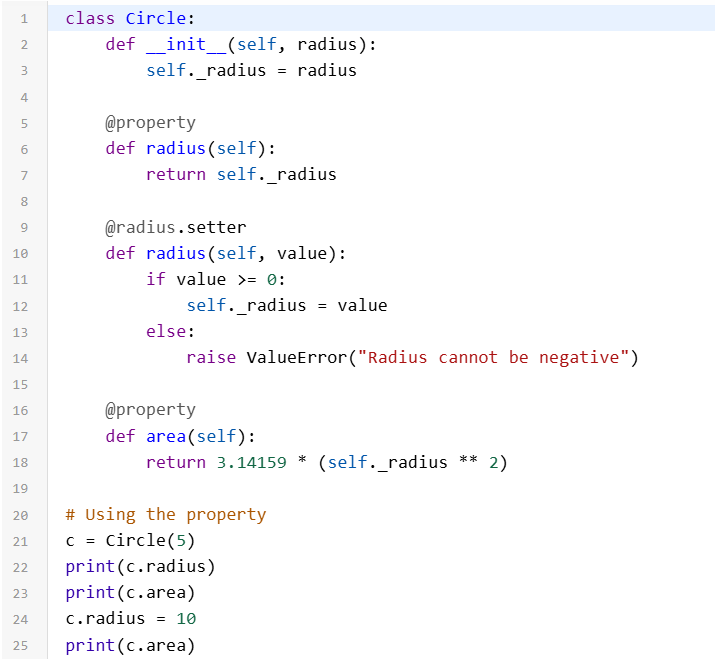 1 class Circle:
2     def __init__(self, radius):
3         self._radius = radius
4
5     @property
6     def radius(self):
7         return self._radius
8
9     @radius.setter
10     def radius(self, value):
11         if value >= 0:
12             self._radius = value
13         else:
14             raise ValueError("Radius cannot be negative")
15
16     @property
17     def area(self):
18         return 3.14159 * (self._radius ** 2)
19
20 # Using the property
21 c = Circle(5)
22 print(c.radius)
23 print(c.area)
24 c.radius = 10
25 print(c.area)